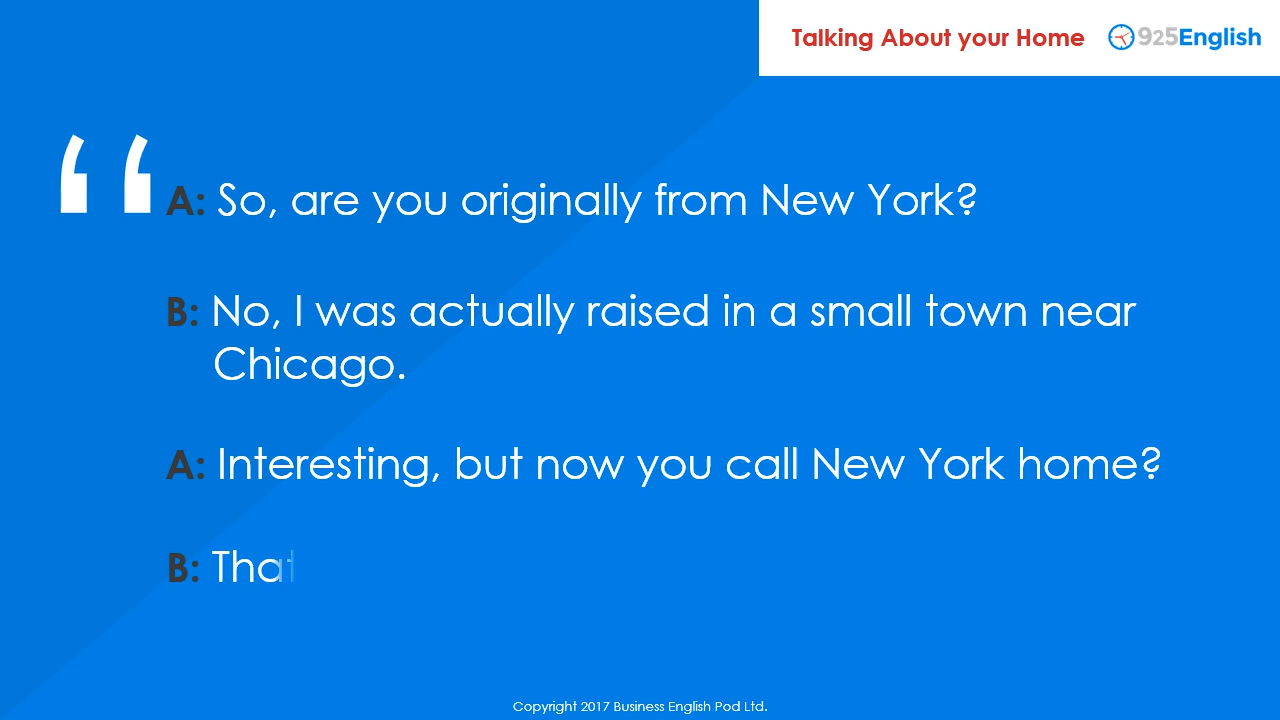 Talking About your Home 925English
“
A: So, are you originally from New York?
B: No, I was actually raised in a small town near
Chicago.
A: Interesting, but now you call New York home?
B: That
Copyright 2017 Business English Pod Ltd.